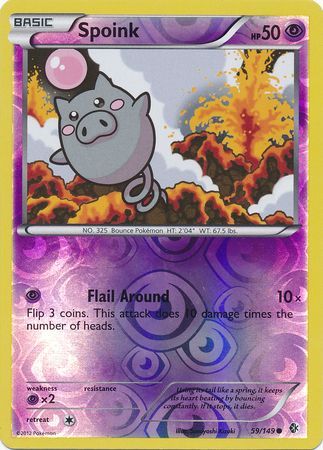 BASIC
Spoink
HP50
NO. 325 Bounce Pokémon HT: 2'04" WT: 67.5 lbs.
Flail Around 10×
Flip 3 coins. This attack does 10 damage times the
number of heads.
weakness resistance
×2
retreat
Using its tail like a spring, it keeps
its heart beating by bouncing
constantly. If it stops, it dies.
illus.
©2012 Pokémon
59/149